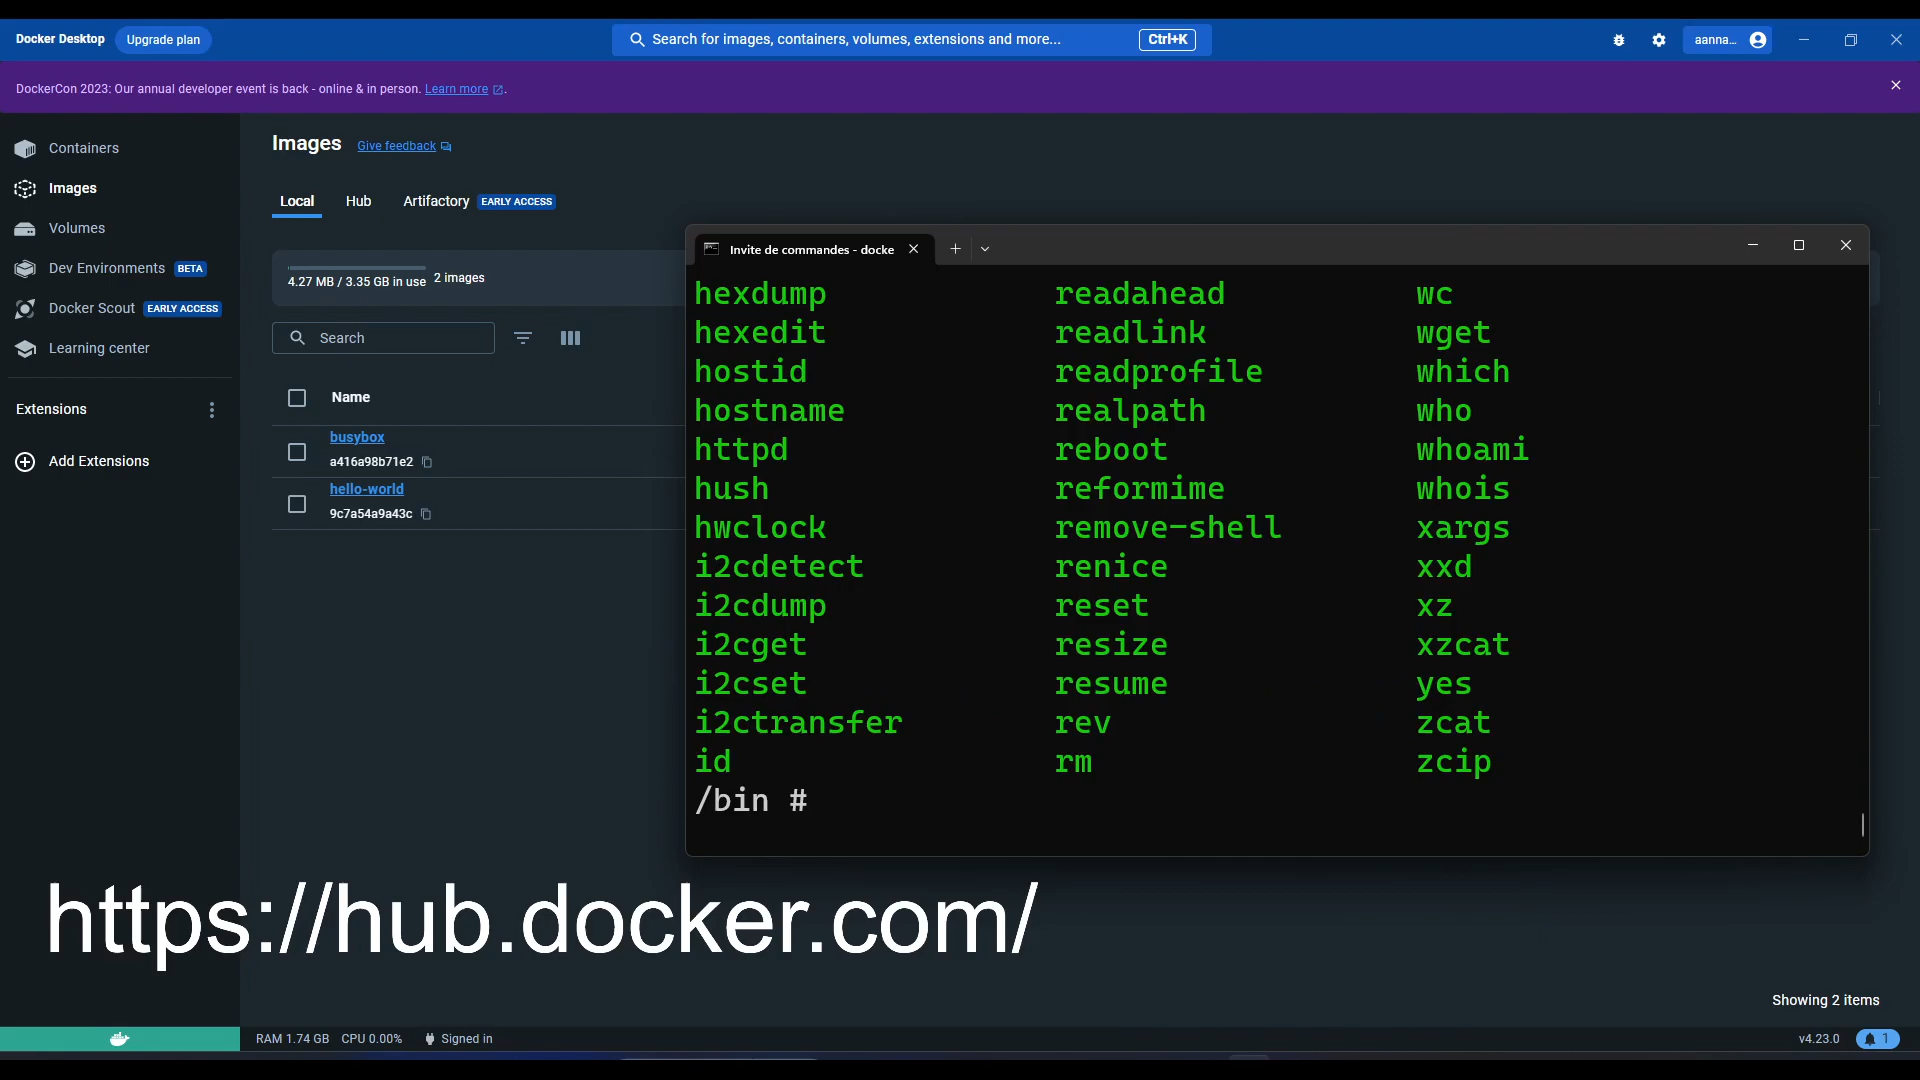 Docker Desktop Upgrade plan Search for images, containers, volumes, extensions and more... Ctrl+K aanna...
DockerCon 2023: Our annual developer event is back - online & in person. Learn more .
Containers
Images
Volumes
Dev Environments BETA
Docker Scout EARLY ACCESS
Learning center
Extensions
Add Extensions
Images Give feedback
Local Hub Artifactory EARLY ACCESS
4.27 MB / 3.35 GB in use 2 images
Search
Name
busybox
a416a98b71e2
hello-world
9c7a54a9a43c
Invite de commandes - docke
hexdump readahead wc
hexedit readlink wget
hostid readprofile which
hostname realpath who
httpd reboot whoami
hush reformime whois
hwclock remove-shell xargs
i2cdetect renice xxd
i2cdump reset xz
i2cget resize xzcat
i2cset resume yes
i2ctransfer rev zcat
id rm zcip
/bin #
https://hub.docker.com/
Showing 2 items
RAM 1.74 GB CPU 0.00% Signed in v4.23.0 1